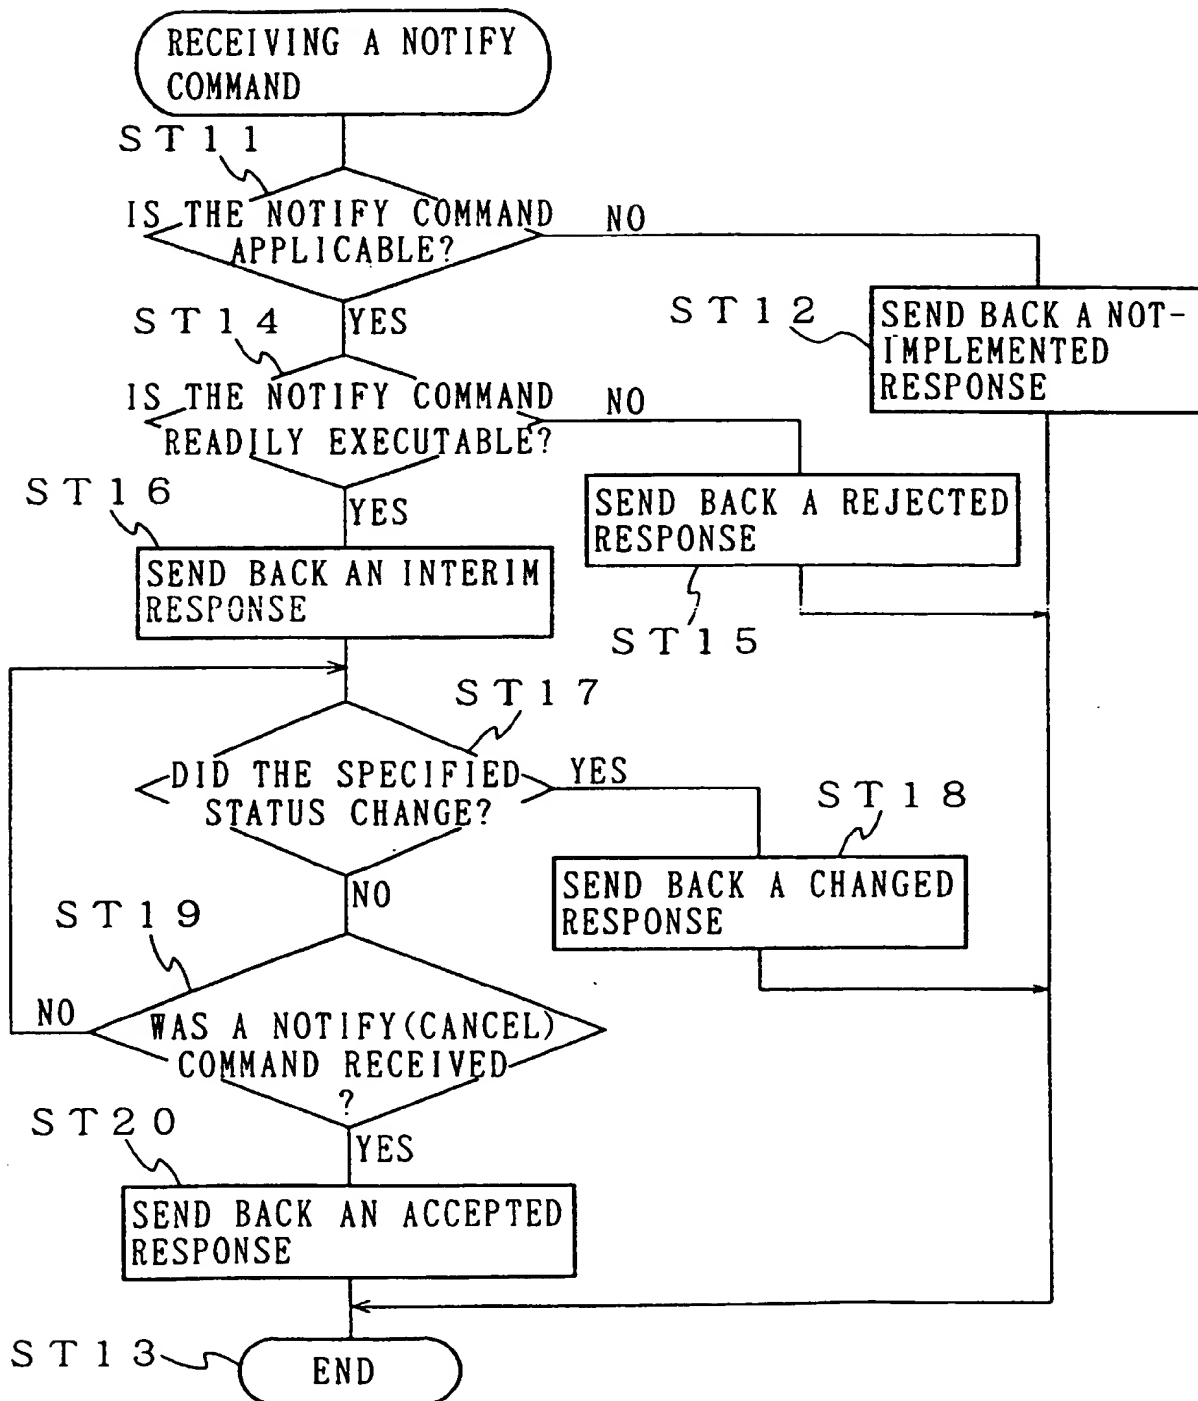 RECEIVING A NOTIFY
COMMAND
ST11
IS THE NOTIFY COMMAND
APPLICABLE?
NO
YES
ST12
SEND BACK A NOT-
IMPLEMENTED
RESPONSE
ST14
IS THE NOTIFY COMMAND
READILY EXECUTABLE?
NO
YES
SEND BACK A REJECTED
RESPONSE
ST15
ST16
SEND BACK AN INTERIM
RESPONSE
ST17
DID THE SPECIFIED
STATUS CHANGE?
YES
NO
ST18
SEND BACK A CHANGED
RESPONSE
ST19
NO
WAS A NOTIFY(CANCEL)
COMMAND RECEIVED
?
YES
ST20
SEND BACK AN ACCEPTED
RESPONSE
ST13
END